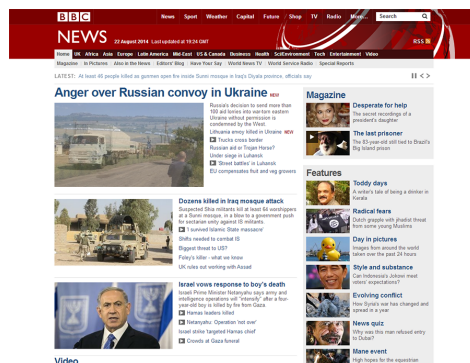 BBC
News Sport Weather Capital Future Shop TV Radio More...
Search
NEWS
22 August 2014 Last updated at 19:24 GMT
RSS
Home UK Africa Asia Europe Latin America Mid-East US & Canada Business Health Sci/Environment Tech Entertainment Video
Magazine In Pictures Also in the News Editors' Blog Have Your Say World News TV World Service Radio Special Reports
LATEST: At least 46 people killed as gunmen open fire inside Sunni mosque in Iraq's Diyala province, officials say
Anger over Russian convoy in Ukraine NEW
Russia's decision to send more than
100 aid lorries into war-torn eastern
Ukraine without permission is
condemned by the West.
Lithuania envoy killed in Ukraine NEW
Trucks cross border
Russian aid or Trojan Horse?
Under siege in Luhansk
'Street battles' in Luhansk
EU compensates fruit and veg growers
Dozens killed in Iraq mosque attack
Suspected Shia militants kill at least 64 worshippers
at a Sunni mosque, in a blow to a government push
for sectarian unity against IS militants.
'I survived Islamic State massacre'
Shifts needed to combat IS
Biggest threat to US?
Foley's killer - what we know
UK rules out working with Assad
Israel vows response to boy's death
Israeli Prime Minister Netanyahu says army and
intelligence operations will "intensify" after a four-
year-old boy is killed by fire from Gaza.
Hamas leaders killed
Netanyahu: Operation 'not over'
Israel strike targeted Hamas chief
Crowds at Gaza funeral
Video
Magazine
Desperate for help
The secret recordings of a
president's daughter
The last prisoner
The 83-year-old still tied to Brazil's
Big Island prison
Features
Toddy days
A writer's tale of being a drinker in
Kerala
Radical fears
Dutch grapple with jihadist threat
from some young Muslims
Day in pictures
Images from around the world
taken over the past 24 hours
Style and substance
Can Indonesia's Jokowi meet
voters' expectations?
Evolving conflict
How Syria's war has changed and
spread in a year
News quiz
Why was this man refused entry
to Dubai?
Mane event
High hopes for the equestrian